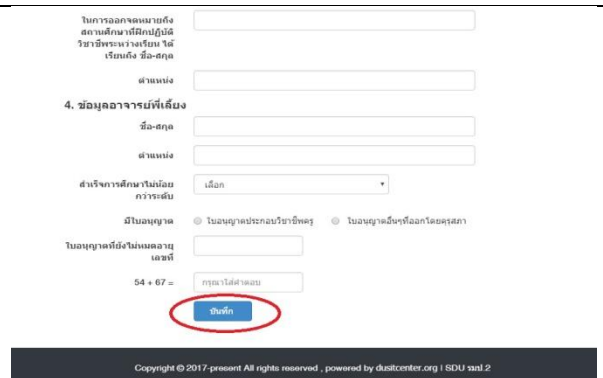 ในการออกจดหมายถึง
สถานศึกษาที่ฝึกปฏิบัติ
วิชาชีพระหว่างเรียน ได้
เรียนถึง ชื่อ-สกุล
ตำแหน่ง
4. ข้อมูลอาจารย์พี่เลี้ยง
ชื่อ-สกุล
ตำแหน่ง
สำเร็จการศึกษาไม่น้อย
กว่าระดับ
เลือก
มีใบอนุญาต ใบอนุญาตประกอบวิชาชีพครู ใบอนุญาตอื่นๆที่ออกโดยคุรุสภา
ใบอนุญาตที่ยังไม่หมดอายุ
เลขที่
54 + 67 = กรุณาใส่คำตอบ
บันทึก
Copyright © 2017-present All rights reserved , powered by dusitcenter.org I SDU รมป.2